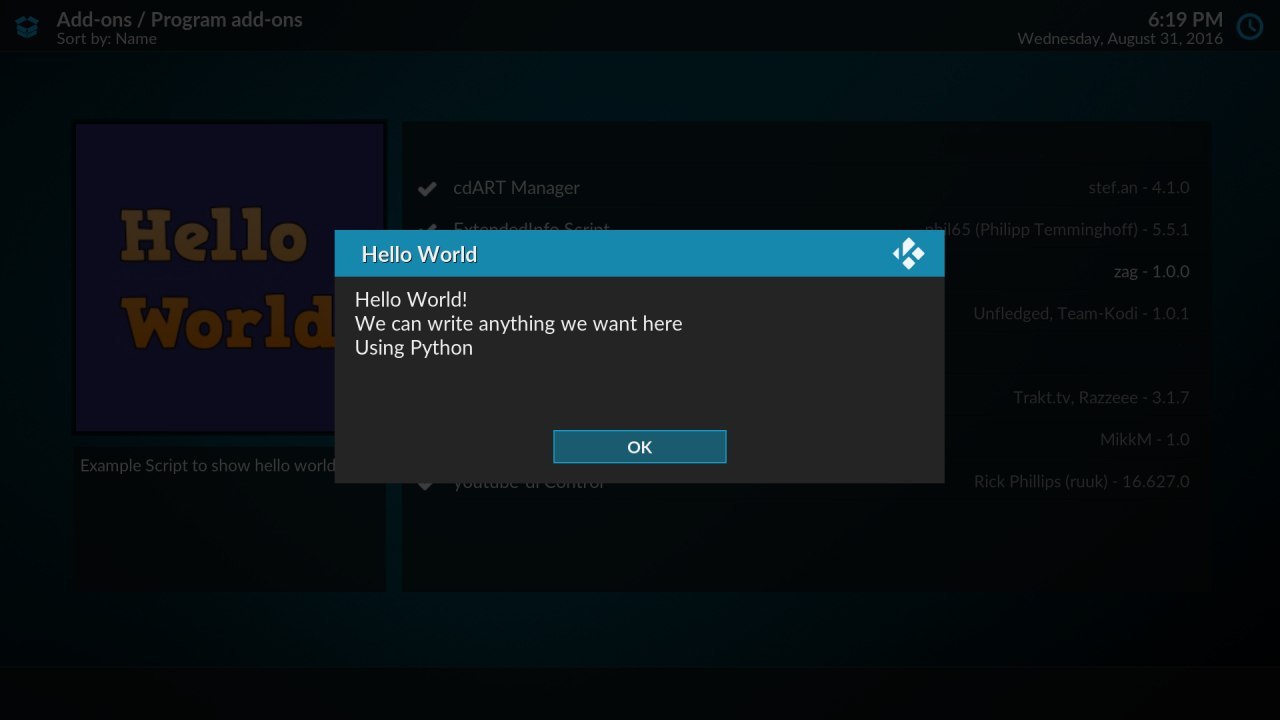 Add-ons / Program add-ons
Sort by: Name
6:19 PM
Wednesday, August 31, 2016
Hello
World
Example Script to show hello world
cdART Manager
stef.an - 4.1.0
ExtendedInfo Script
phil65 (Philipp Temminghoff) - 5.5.1
zag - 1.0.0
Unfledged, Team-Kodi - 1.0.1
Trakt.tv, Razzeee - 3.1.7
MikkM - 1.0
youtube-dl Control
Rick Phillips (ruuk) - 16.627.0
Hello World
Hello World!
We can write anything we want here
Using Python
OK